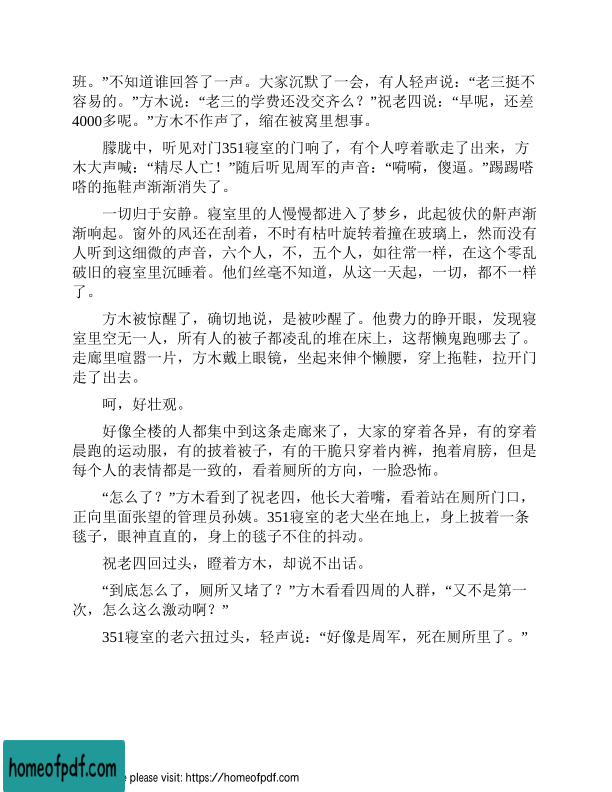 班。”不知道谁回答了一声。大家沉默了一会，有人轻声说：“老三挺不
容易的。”方木说：“老三的学费还没交齐么？”祝老四说：“早呢，还差
4000多呢。”方木不作声了，缩在被窝里想事。
朦胧中，听见对门351寝室的门响了，有个人哼着歌走了出来，方
木大声喊：“精尽人亡！”随后听见周军的声音：“嗬嗬，傻逼。”踢踢嗒
嗒的拖鞋声渐渐消失了。
一切归于安静。寝室里的人慢慢都进入了梦乡，此起彼伏的鼾声渐
渐响起。窗外的风还在刮着，不时有枯叶旋转着撞在玻璃上，然而没有
人听到这细微的声音，六个人，不，五个人，如往常一样，在这个零乱
破旧的寝室里沉睡着。他们丝毫不知道，从这一天起，一切，都不一样
了。
方木被惊醒了，确切地说，是被吵醒了。他费力的睁开眼，发现寝
室里空无一人，所有人的被子都凌乱的堆在床上，这帮懒鬼跑哪去了。
走廊里喧嚣一片，方木戴上眼镜，坐起来伸个懒腰，穿上拖鞋，拉开门
走了出去。
呵，好壮观。
好像全楼的人都集中到这条走廊来了，大家的穿着各异，有的穿着
晨跑的运动服，有的披着被子，有的干脆只穿着内裤，抱着肩膀，但是
每个人的表情都是一致的，看着厕所的方向，一脸恐怖。
“怎么了？”方木看到了祝老四，他长大着嘴，看着站在厕所门口，
正向里面张望的管理员孙姨。351寝室的老大坐在地上，身上披着一条
毯子，眼神直直的，身上的毯子不住的抖动。
祝老四回过头，瞪着方木，却说不出话。
“到底怎么了，厕所又堵了？”方木看看四周的人群，“又不是第一
次，怎么这么激动啊？”
351寝室的老六扭过头，轻声说：“好像是周军，死在厕所里了。”
homeofpdf.com
e please visit: https://homeofpdf.com